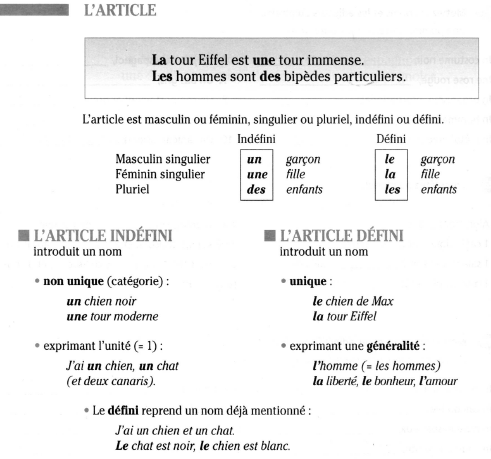 L'ARTICLE
La tour Eiffel est une tour immense.
Les hommes sont des bipèdes particuliers.
L'article est masculin ou féminin, singulier ou pluriel, indéfini ou défini.
Indéfini Défini
Masculin singulier un garçon le garçon
Féminin singulier une fille la fille
Pluriel des enfants les enfants
L'ARTICLE INDÉFINI
introduit un nom
• non unique (catégorie) :
un chien noir
une tour moderne
• exprimant l'unité (= 1) :
J'ai un chien, un chat
(et deux canaris).
L'ARTICLE DÉFINI
introduit un nom
• unique :
le chien de Max
la tour Eiffel
• exprimant une généralité :
l'homme (= les hommes)
la liberté, le bonheur, l'amour
• Le défini reprend un nom déjà mentionné :
J'ai un chien et un chat.
Le chat est noir, le chien est blanc.